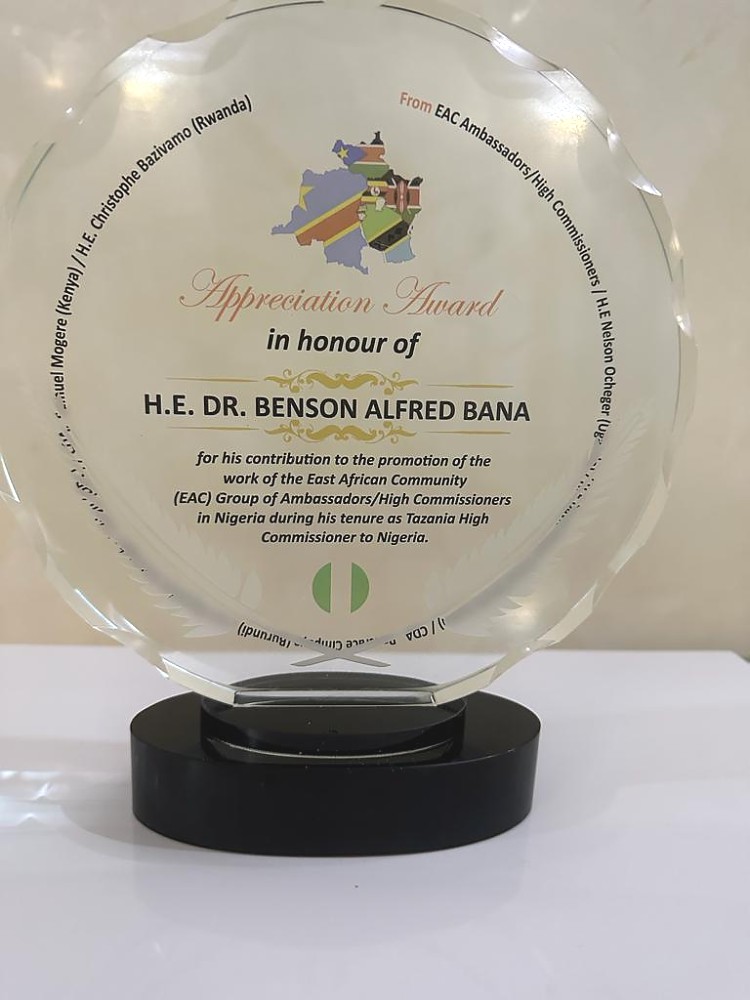 From EAC Ambassadors/High Commissioners / H.E Nelson Ocheger
Mogere (Kenya) / H.E. Christophe Bazivamo (Rwanda)
Appreciation Award
in honour of
H.E. DR. BENSON ALFRED BANA
for his contribution to the promotion of the
work of the East African Community
(EAC) Group of Ambassadors/High Commissioners
in Nigeria during his tenure as Tazania High
Commissioner to Nigeria.
/ CDA (Burundi)